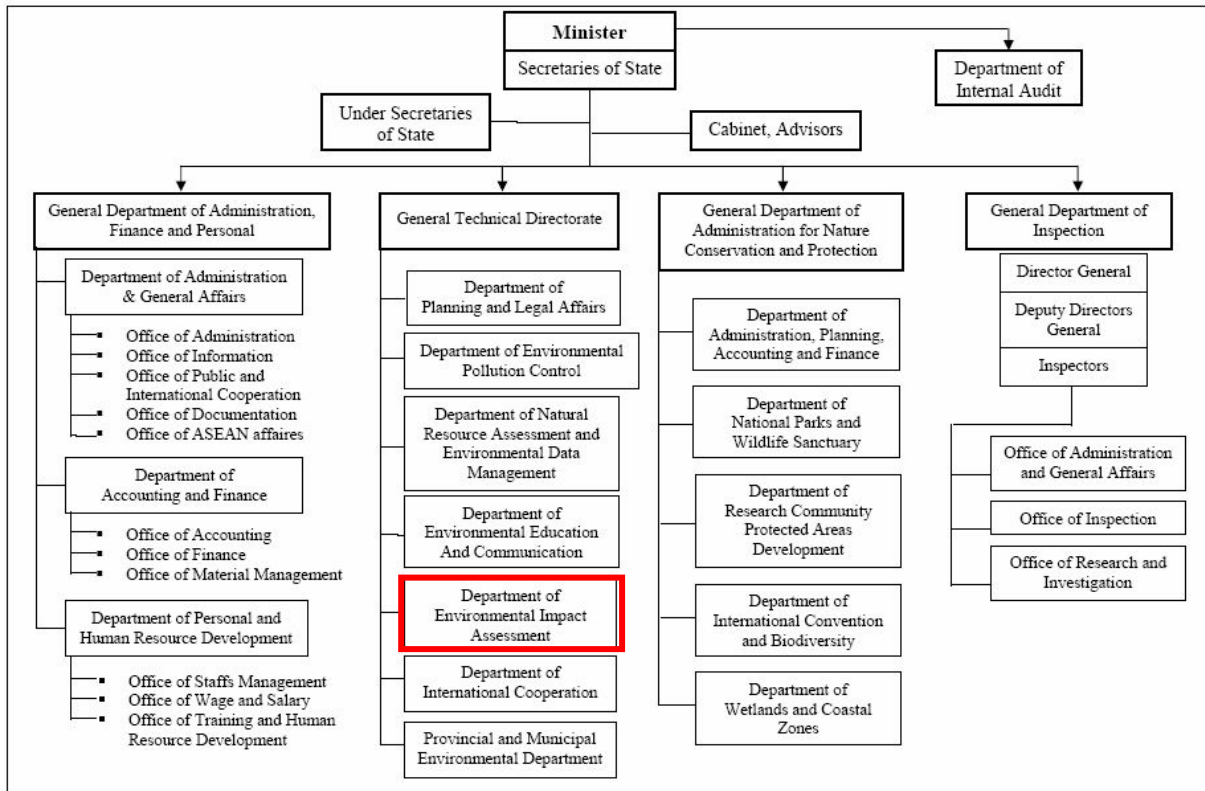 Minister
Secretaries of State
Department of
Internal Audit
Under Secretaries
of State
Cabinet, Advisors
General Department of Administration,
Finance and Personal
Department of Administration
& General Affairs
▪ Office of Administration
▪ Office of Information
▪ Office of Public and
International Cooperation
▪ Office of Documentation
▪ Office of ASEAN affaires
Department of
Accounting and Finance
▪ Office of Accounting
▪ Office of Finance
▪ Office of Material Management
Department of Personal and
Human Resource Development
▪ Office of Staffs Management
▪ Office of Wage and Salary
▪ Office of Training and Human
Resource Development
General Technical Directorate
Department of
Planning and Legal Affairs
Department of Environmental
Pollution Control
Department of Natural
Resource Assessment and
Environmental Data
Management
Department of
Environmental Education
And Communication
Department of
Environmental Impact
Assessment
Department of
International Cooperation
Provincial and Municipal
Environmental Department
General Department of
Administration for Nature
Conservation and Protection
Department of
Administration, Planning,
Accounting and Finance
Department of
National Parks and
Wildlife Sanctuary
Department of
Research Community
Protected Areas
Development
Department of
International Convention
and Biodiversity
Department of
Wetlands and Coastal
Zones
General Department of
Inspection
Director General
Deputy Directors
General
Inspectors
Office of Administration
and General Affairs
Office of Inspection
Office of Research and
Investigation